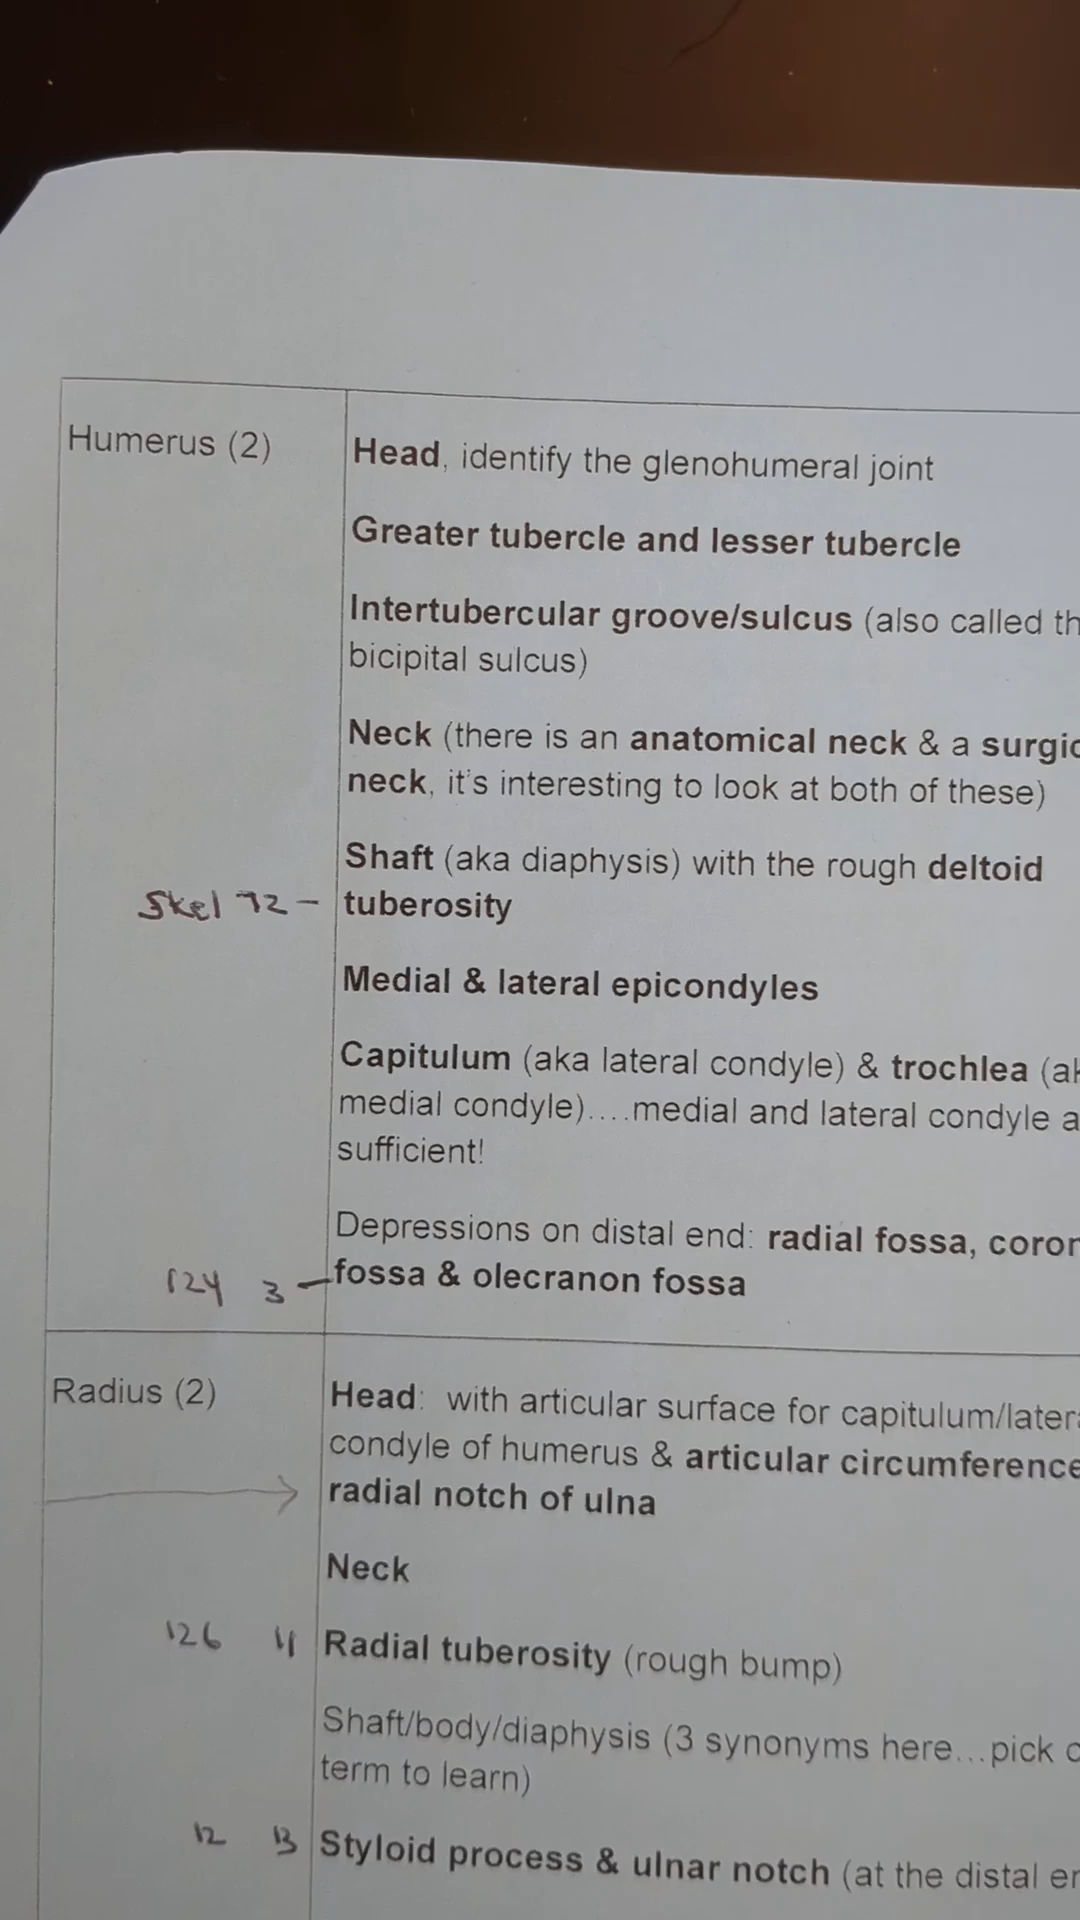 Humerus (2)
Head, identify the glenohumeral joint
Greater tubercle and lesser tubercle
Intertubercular groove/sulcus (also called th
bicipital sulcus)
Neck (there is an anatomical neck & a surgic
neck, it's interesting to look at both of these)
Shaft (aka diaphysis) with the rough deltoid
Skel 72 - tuberosity
Medial & lateral epicondyles
Capitulum (aka lateral condyle) & trochlea (ak
medial condyle)....medial and lateral condyle a
sufficient!
Depressions on distal end: radial fossa, coron
124 3 - fossa & olecranon fossa
Radius (2)
Head: with articular surface for capitulum/latera
condyle of humerus & articular circumference
radial notch of ulna
Neck
126 11 Radial tuberosity (rough bump)
Shaft/body/diaphysis (3 synonyms here...pick o
term to learn)
12 13 Styloid process & ulnar notch (at the distal en